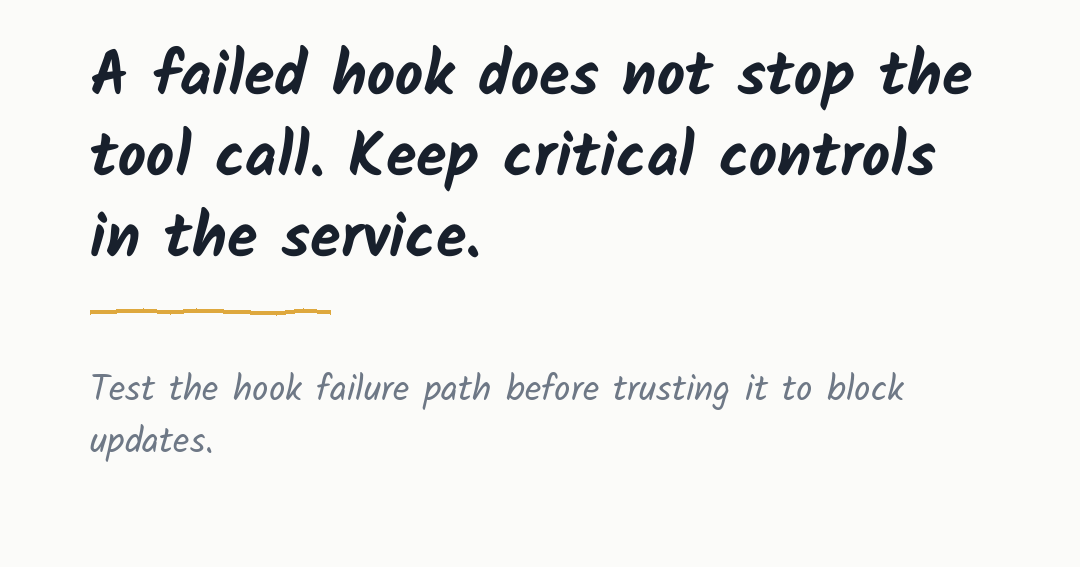 A failed hook does not stop the
tool call. Keep critical controls
in the service.
Test the hook failure path before trusting it to block
updates.